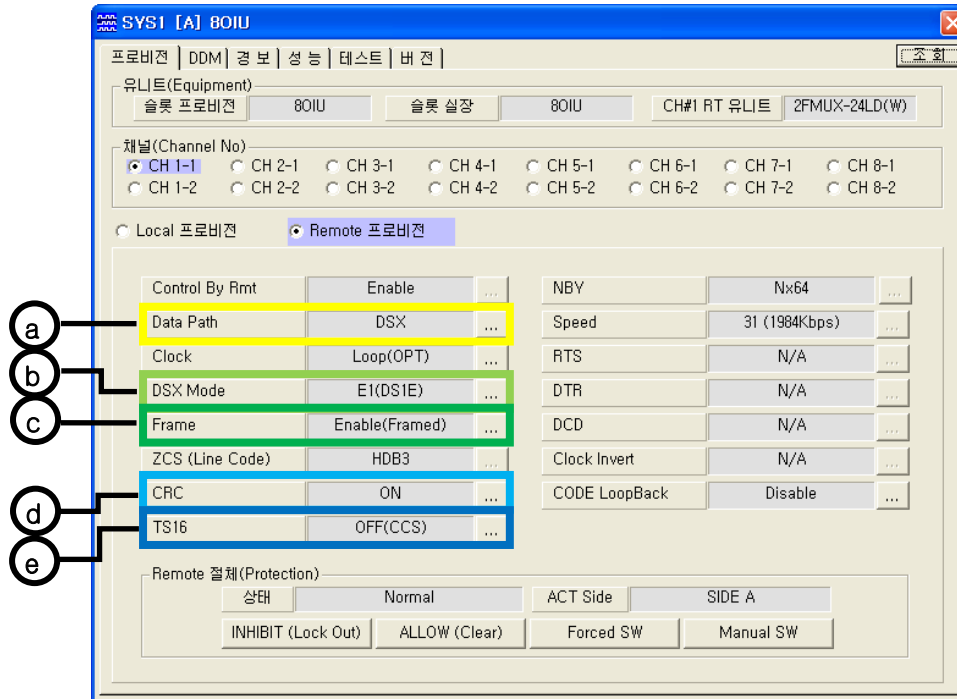 SYS1 [A] 8OIU
프로비젼 DDM 경 보 성 능 테스트 버 젼 조 회
유니트(Equipment)
슬롯 프로비젼 8OIU 슬롯 실장 8OIU CH#1 RT 유니트 2FMUX-24LD(W)
채널(Channel No)
CH 1-1 CH 2-1 CH 3-1 CH 4-1 CH 5-1 CH 6-1 CH 7-1 CH 8-1
CH 1-2 CH 2-2 CH 3-2 CH 4-2 CH 5-2 CH 6-2 CH 7-2 CH 8-2
Local 프로비젼 Remote 프로비젼
Control By Rmt Enable ... NBY Nx64 ...
a Data Path DSX ... Speed 31 (1984Kbps) ...
Clock Loop(OPT) ... RTS N/A ...
b DSX Mode E1(DS1E) ... DTR N/A ...
c Frame Enable(Framed) ... DCD N/A ...
ZCS (Line Code) HDB3 ... Clock Invert N/A ...
d CRC ON ... CODE LoopBack Disable ...
e TS16 OFF(CCS) ...
Remote 절체(Protection)
상태 Normal ACT Side SIDE A
INHIBIT (Lock Out) ALLOW (Clear) Forced SW Manual SW